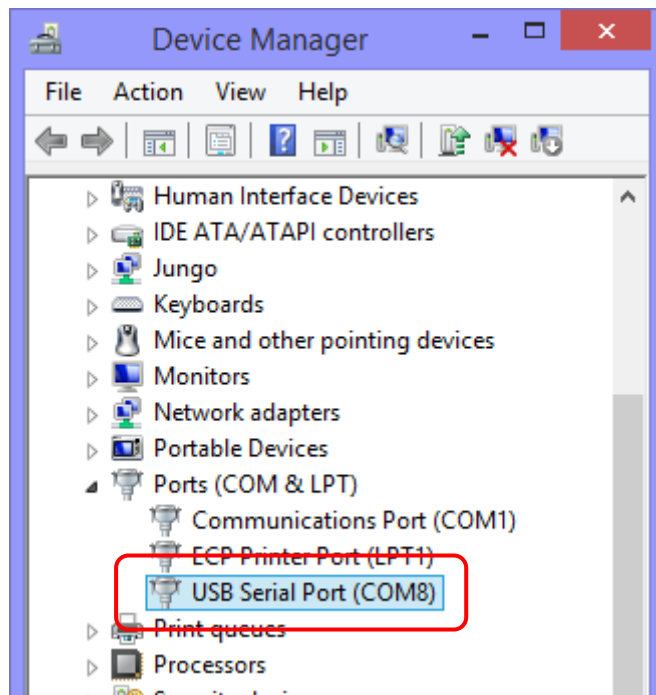 Device Manager
File Action View Help
Human Interface Devices
IDE ATA/ATAPI controllers
Jungo
Keyboards
Mice and other pointing devices
Monitors
Network adapters
Portable Devices
Ports (COM & LPT)
Communications Port (COM1)
ECP Printer Port (LPT1)
USB Serial Port (COM8)
Print queues
Processors